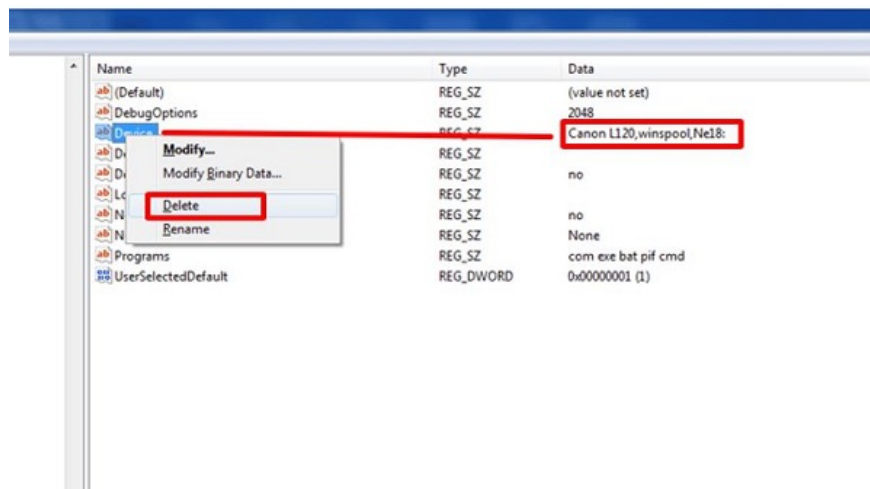 Name Type Data
(Default) REG_SZ (value not set)
DebugOptions REG_SZ 2048
Device REG_SZ Canon L120,winspool,Ne18:
D REG_SZ
D REG_SZ no
Lo REG_SZ
N REG_SZ no
N REG_SZ None
Programs REG_SZ com exe bat pif cmd
UserSelectedDefault REG_DWORD 0x00000001 (1)
Modify...
Modify Binary Data...
Delete
Rename